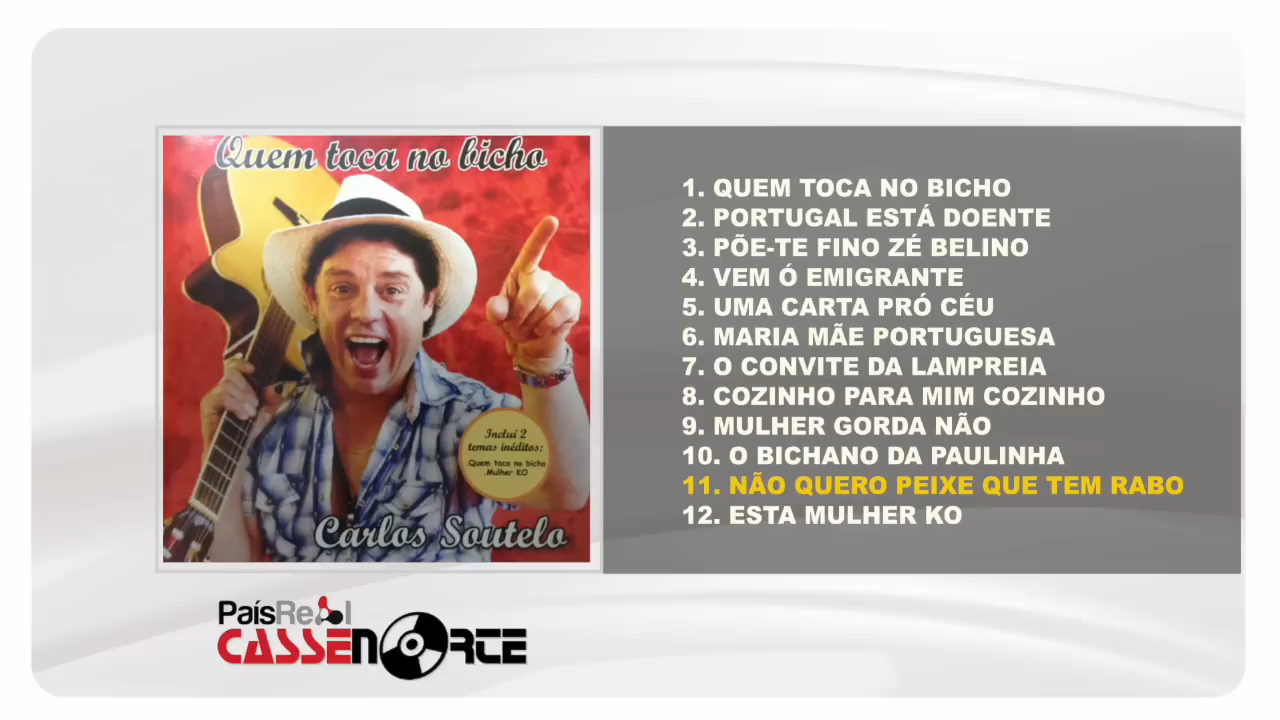 Quem toca no bicho
Incluí 2
temas inéditos:
.Quem toca no bicho
.Mulher KO
Carlos Soutelo
1. QUEM TOCA NO BICHO
2. PORTUGAL ESTÁ DOENTE
3. PÕE-TE FINO ZÉ BELINO
4. VEM Ó EMIGRANTE
5. UMA CARTA PRÓ CÉU
6. MARIA MÃE PORTUGUESA
7. O CONVITE DA LAMPREIA
8. COZINHO PARA MIM COZINHO
9. MULHER GORDA NÃO
10. O BICHANO DA PAULINHA
11. NÃO QUERO PEIXE QUE TEM RABO
12. ESTA MULHER KO
PaísReal
CASSENORTE